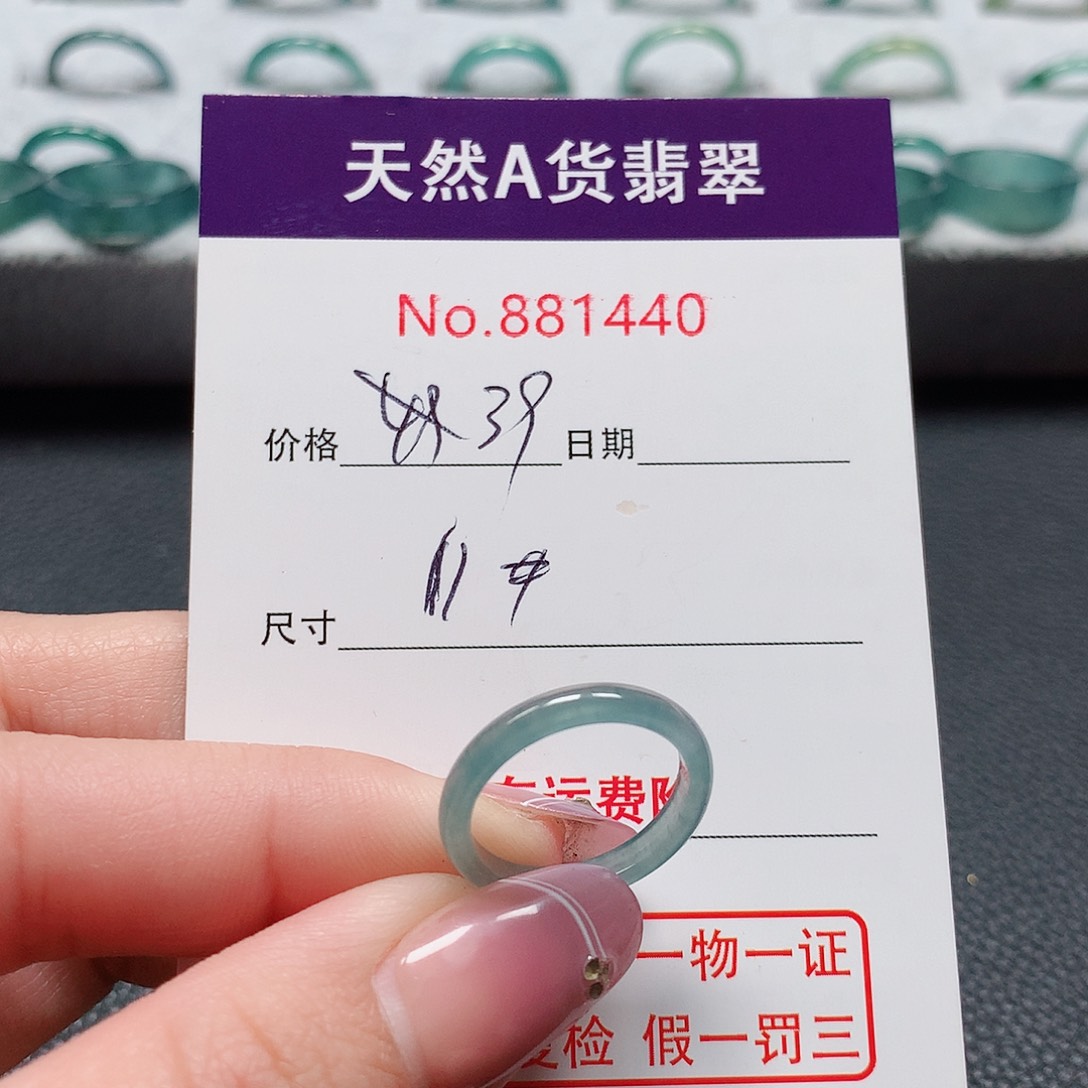 天然A货翡翠
No.881440
价格 39 日期
尺寸 11#
运费
一物一证
检 假一罚三